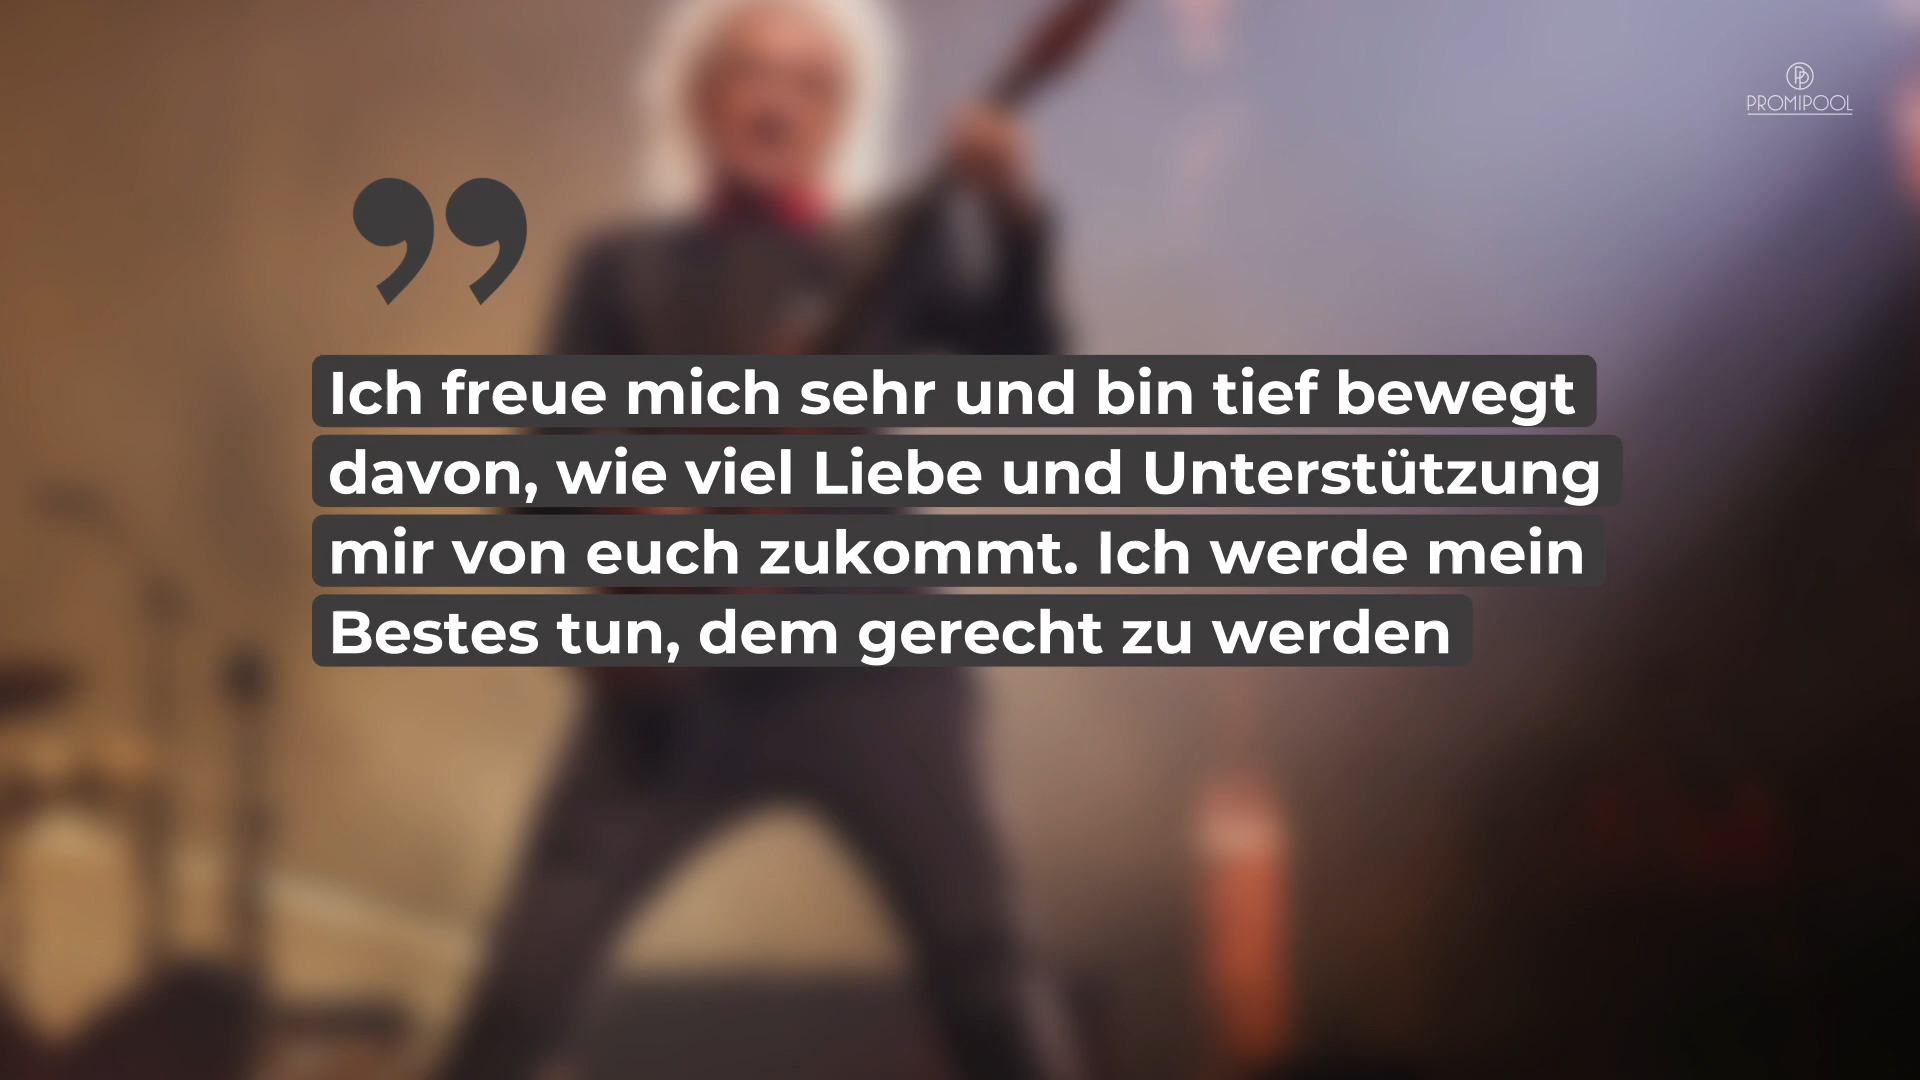 PROMIPOOL
Ich freue mich sehr und bin tief bewegt
davon, wie viel Liebe und Unterstützung
mir von euch zukommt. Ich werde mein
Bestes tun, dem gerecht zu werden